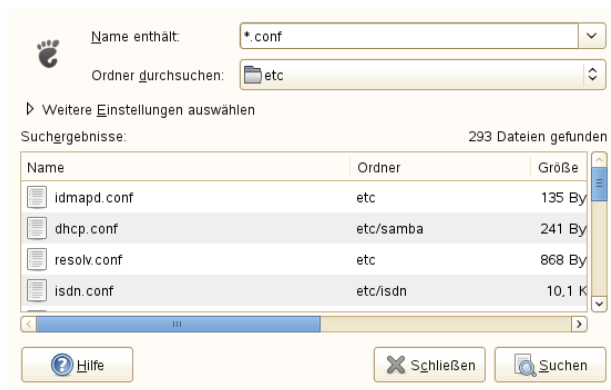 Name enthält: *.conf
Ordner durchsuchen: etc
Weitere Einstellungen auswählen
Suchergebnisse: 293 Dateien gefunden
Name Ordner Größe
idmapd.conf etc 135 By
dhcp.conf etc/samba 241 By
resolv.conf etc 868 By
isdn.conf etc/isdn 10,1 K
Hilfe Schließen Suchen